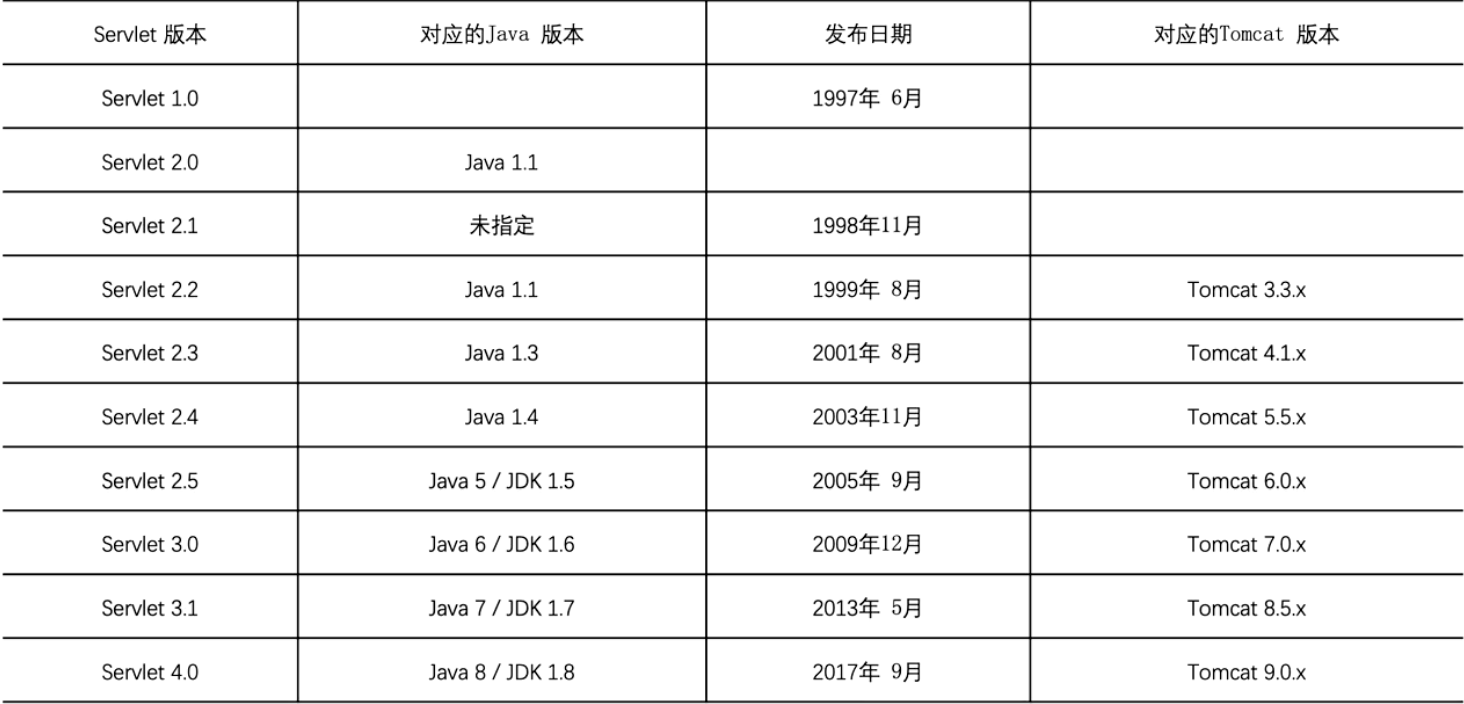 Servlet 版本 对应的Java 版本 发布日期 对应的Tomcat 版本
Servlet 1.0 1997年 6月
Servlet 2.0 Java 1.1
Servlet 2.1 未指定 1998年11月
Servlet 2.2 Java 1.1 1999年 8月 Tomcat 3.3.x
Servlet 2.3 Java 1.3 2001年 8月 Tomcat 4.1.x
Servlet 2.4 Java 1.4 2003年11月 Tomcat 5.5.x
Servlet 2.5 Java 5 / JDK 1.5 2005年 9月 Tomcat 6.0.x
Servlet 3.0 Java 6 / JDK 1.6 2009年12月 Tomcat 7.0.x
Servlet 3.1 Java 7 / JDK 1.7 2013年 5月 Tomcat 8.5.x
Servlet 4.0 Java 8 / JDK 1.8 2017年 9月 Tomcat 9.0.x